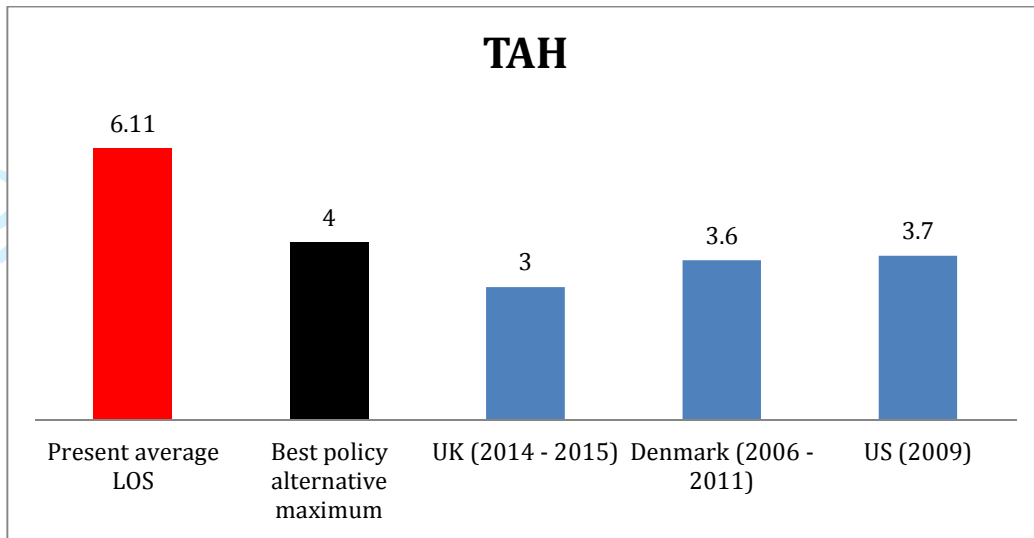 TAH
6.11
4
3
3.6
3.7
Present average
LOS
Best policy
alternative
maximum
UK (2014 - 2015)
Denmark (2006 -
2011)
US (2009)